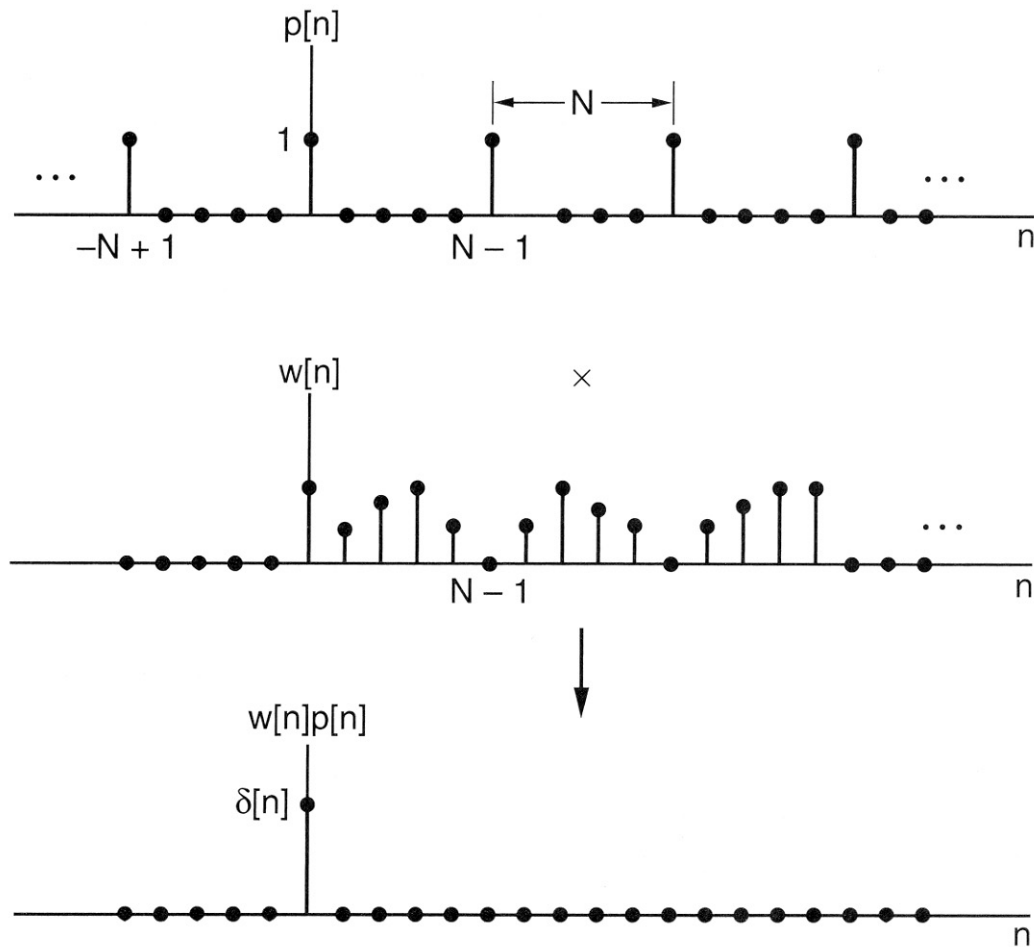 p[n]
N
1
...
...
–N + 1
N – 1
n
w[n]
×
...
N – 1
n
w[n]p[n]
δ[n]
n